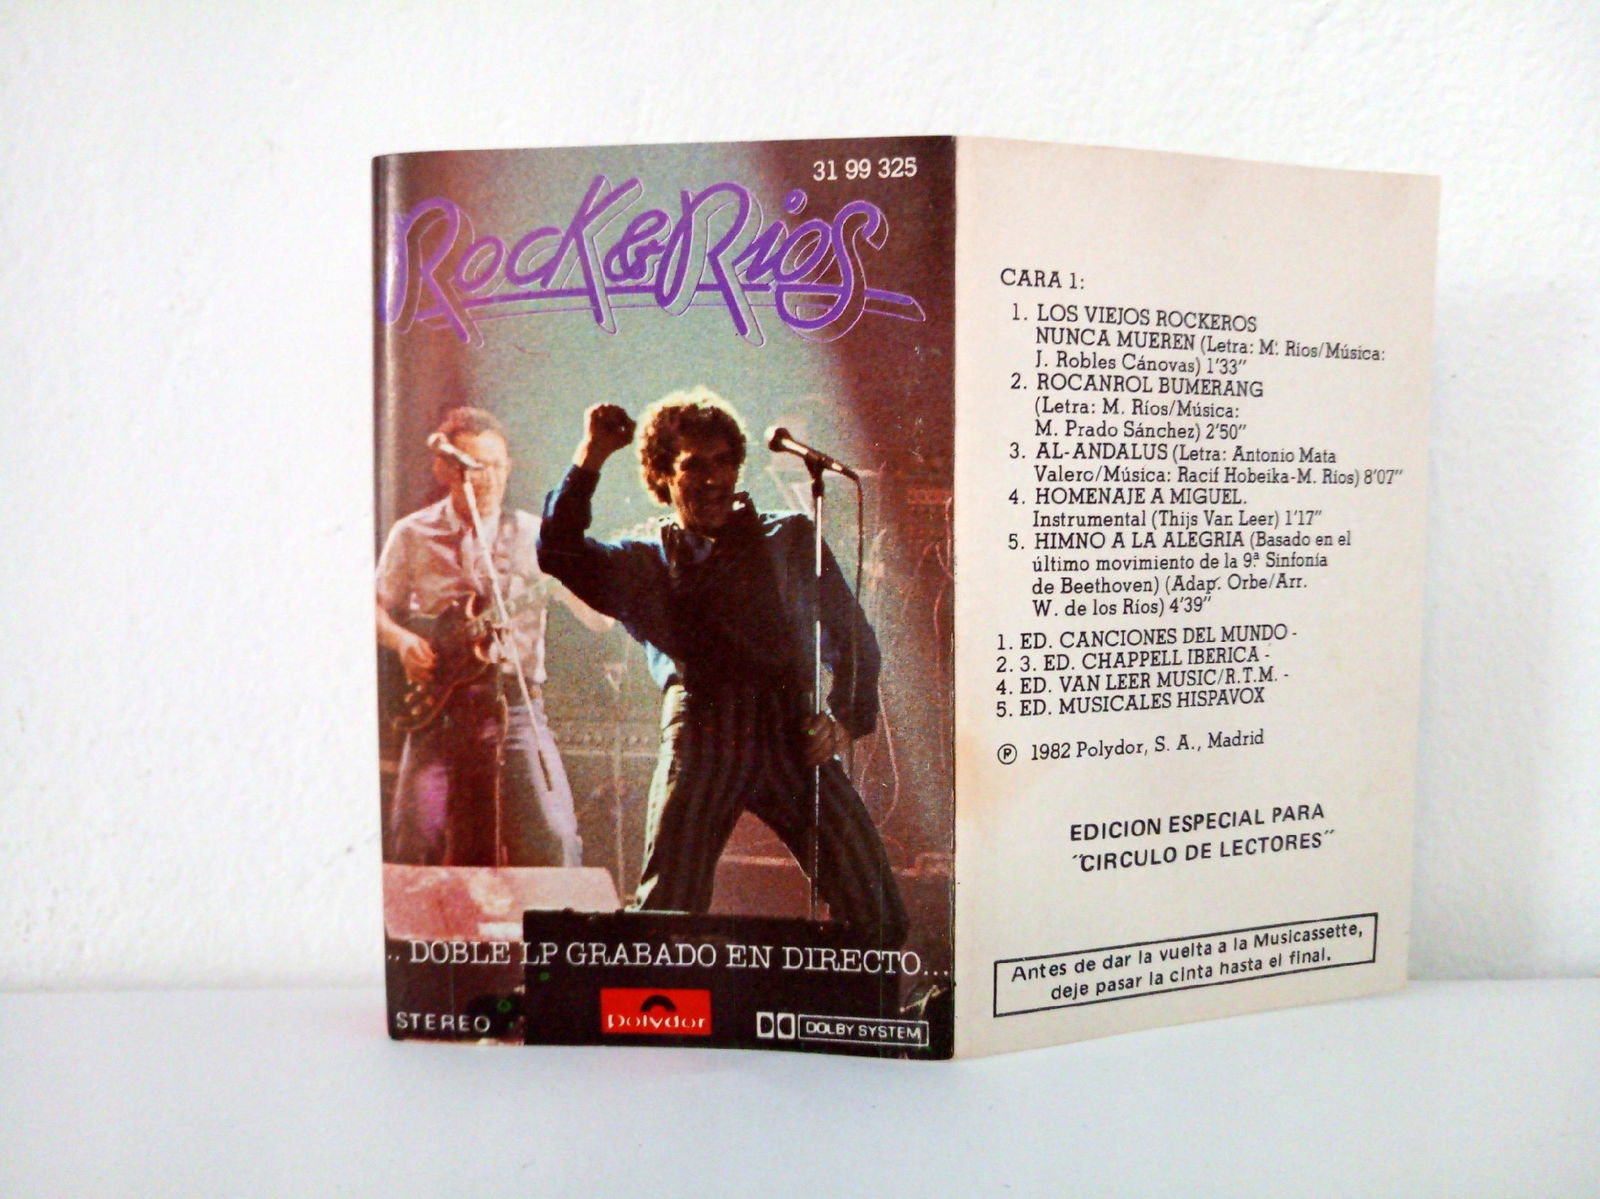 31 99 325
Rock&Ríos
.. DOBLE LP GRABADO EN DIRECTO...
STEREO
polydor
DOLBY SYSTEM
CARA 1:
1. LOS VIEJOS ROCKEROS
NUNCA MUEREN (Letra: M. Ríos/Música:
J. Robles Cánovas) 1'33"
2. ROCANROL BUMERANG
(Letra: M. Ríos/Música:
M. Prado Sánchez) 2'50"
3. AL-ANDALUS (Letra: Antonio Mata
Valero/Música: Racif Hobeika-M. Ríos) 8'07"
4. HOMENAJE A MIGUEL.
Instrumental (Thijs Van Leer) 1'17"
5. HIMNO A LA ALEGRIA (Basado en el
último movimiento de la 9ª Sinfonía
de Beethoven) (Adap. Orbe/Arr.
W. de los Ríos) 4'39"
1. ED. CANCIONES DEL MUNDO -
2. 3. ED. CHAPPELL IBERICA -
4. ED. VAN LEER MUSIC/R.T.M. -
5. ED. MUSICALES HISPAVOX
℗ 1982 Polydor, S. A., Madrid
EDICION ESPECIAL PARA
"CIRCULO DE LECTORES"
Antes de dar la vuelta a la Musicassette,
deje pasar la cinta hasta el final.